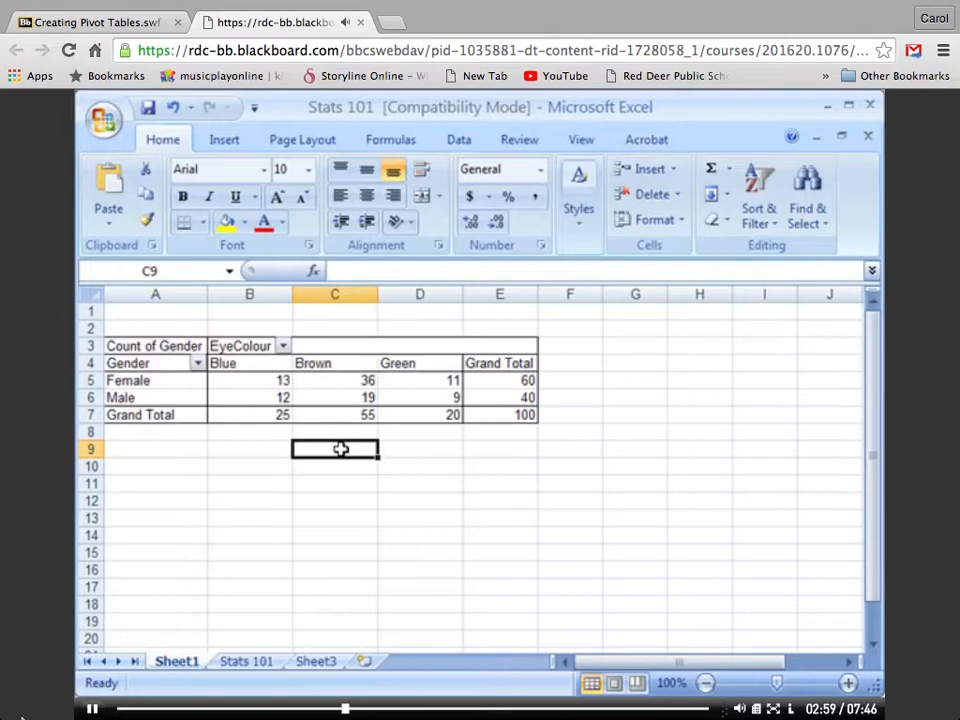 Creating Pivot Tables.swf
https://rdc-bb.blackbo
Carol
https://rdc-bb.blackboard.com/bbcswebdav/pid-1035881-dt-content-rid-1728058_1/courses/201620.1076/...
Apps
Bookmarks
musicplayonline | k
Storyline Online – W
New Tab
YouTube
Red Deer Public Sch
»
Other Bookmarks
Stats 101 [Compatibility Mode] - Microsoft Excel
Home Insert Page Layout Formulas Data Review View Acrobat
Arial 10 General Insert
Paste B I U $ % , Styles Delete Sort & Filter Find & Select
Format
Clipboard Font Alignment Number Cells Editing
C9 fx
A B C D E F G H I J
1
2
3 Count of Gender EyeColour
4 Gender Blue Brown Green Grand Total
5 Female 13 36 11 60
6 Male 12 19 9 40
7 Grand Total 25 55 20 100
8
9
10
11
12
13
14
15
16
17
18
19
20
Sheet1 Stats 101 Sheet3
Ready 100%
02:59 / 07:46